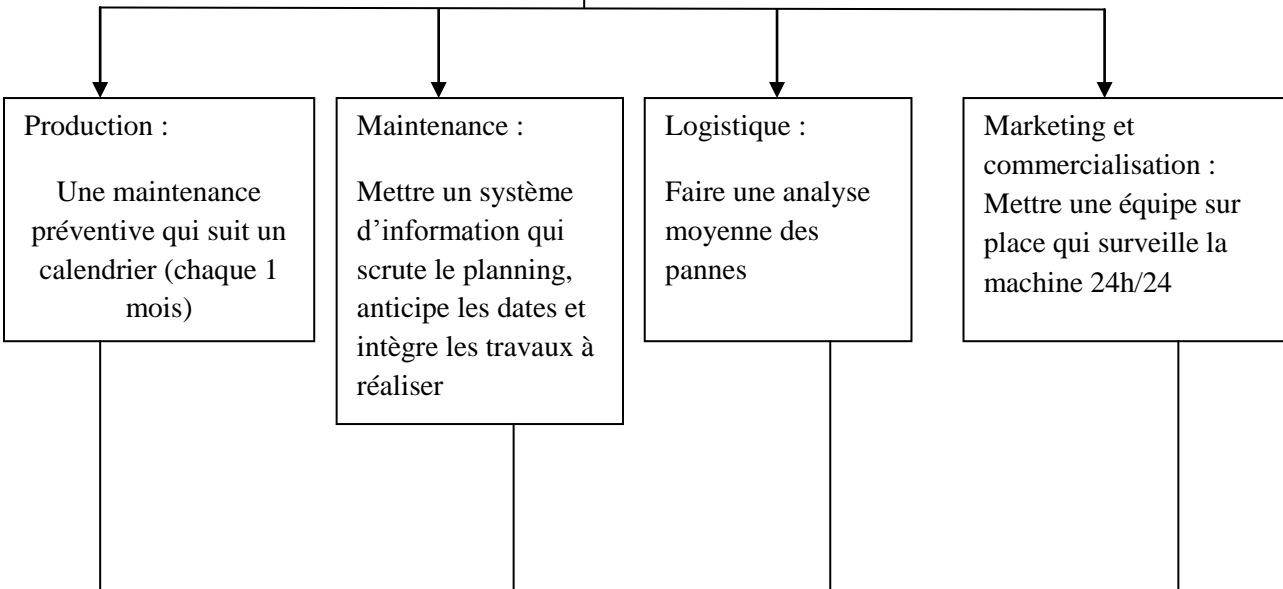 Production :
Une maintenance
préventive qui suit un
calendrier (chaque 1
mois)
Maintenance :
Mettre un système
d’information qui
scrute le planning,
anticipe les dates et
intègre les travaux à
réaliser
Logistique :
Faire une analyse
moyenne des
pannes
Marketing et
commercialisation :
Mettre une équipe sur
place qui surveille la
machine 24h/24